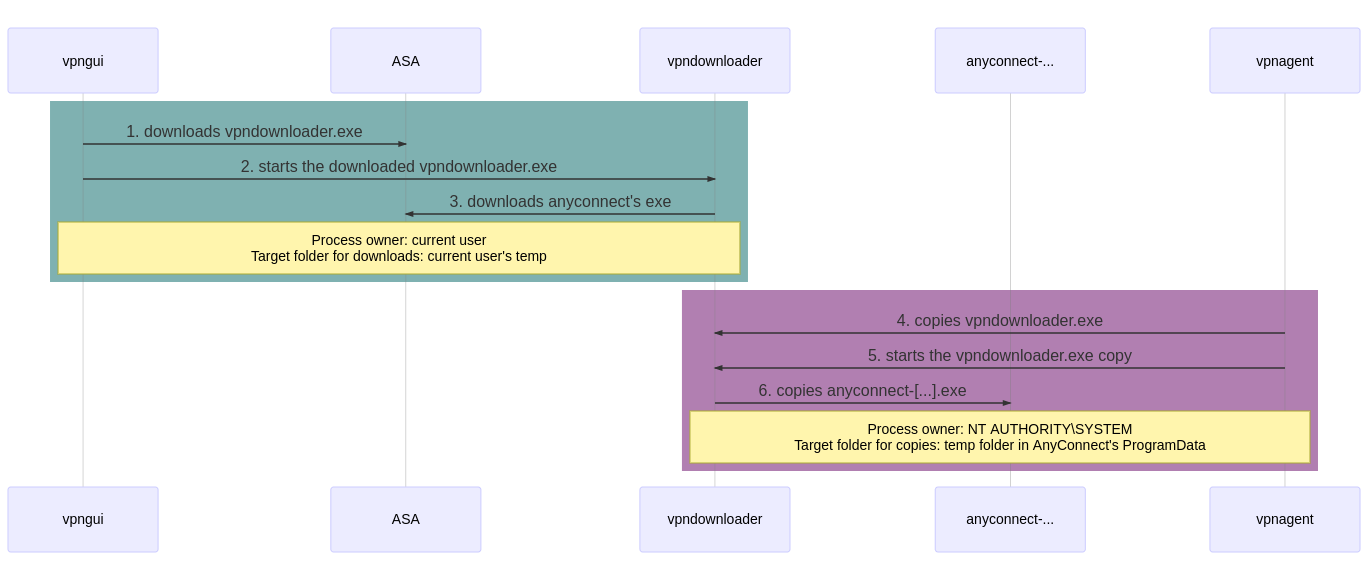 vpngui
ASA
vpndownloader
anyconnect-...
vpnagent
1. downloads vpndownloader.exe
2. starts the downloaded vpndownloader.exe
3. downloads anyconnect's exe
Process owner: current user
Target folder for downloads: current user's temp
4. copies vpndownloader.exe
5. starts the vpndownloader.exe copy
6. copies anyconnect-[...].exe
Process owner: NT AUTHORITY\SYSTEM
Target folder for copies: temp folder in AnyConnect's ProgramData
vpngui
ASA
vpndownloader
anyconnect-...
vpnagent